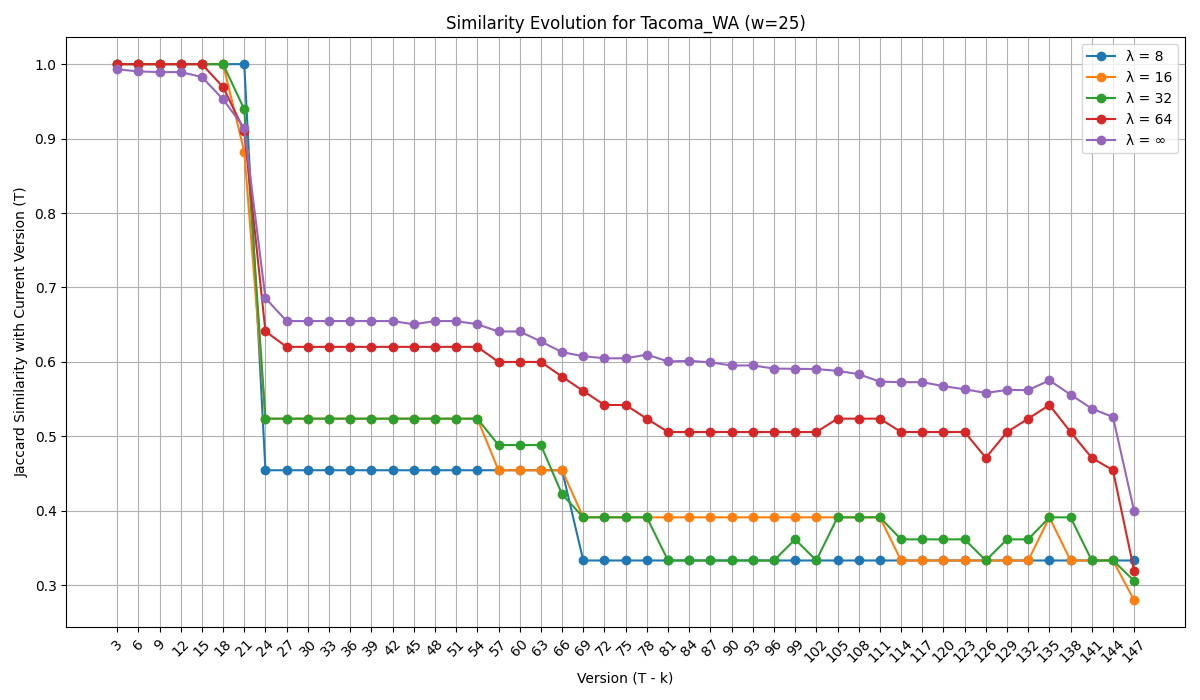 Similarity Evolution for Tacoma_WA (w=25)
λ = 8
λ = 16
λ = 32
λ = 64
λ = ∞
Jaccard Similarity with Current Version (T)
1.0
0.9
0.8
0.7
0.6
0.5
0.4
0.3
3 6 9 12 15 18 21 24 27 30 33 36 39 42 45 48 51 54 57 60 63 66 69 72 75 78 81 84 87 90 93 96 99 102 105 108 111 114 117 120 123 126 129 132 135 138 141 144 147
Version (T - k)